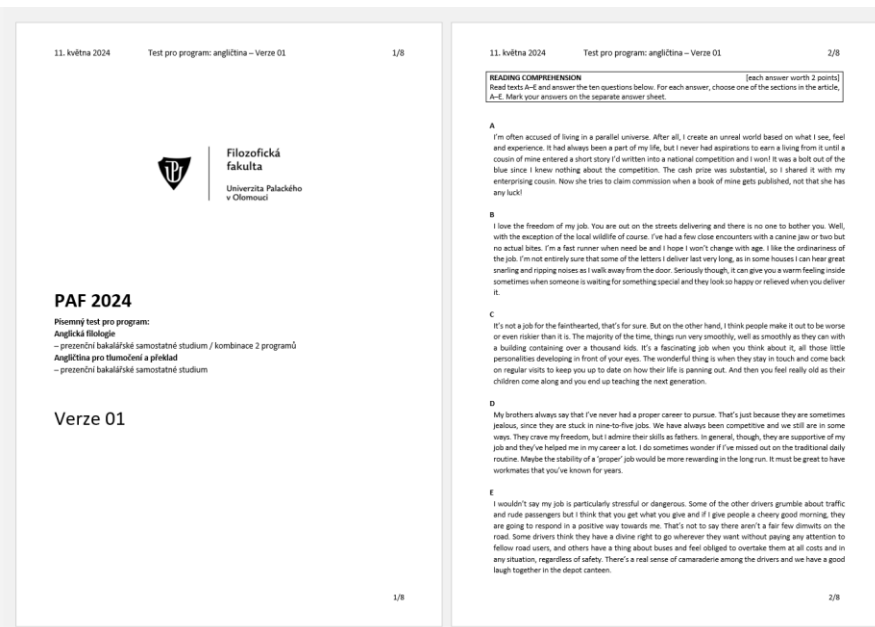 11. května 2024 Test pro program: angličtina – Verze 01 1/8
Filozofická
fakulta
Univerzita Palackého
v Olomouci
PAF 2024
Písemný test pro program:
Anglická filologie
– prezenční bakalářské samostatné studium / kombinace 2 programů
Angličtina pro tlumočení a překlad
– prezenční bakalářské samostatné studium
Verze 01
1/8
11. května 2024 Test pro program: angličtina – Verze 01 2/8
READING COMPREHENSION [each answer worth 2 points]
Read texts A–E and answer the ten questions below. For each answer, choose one of the sections in the article,
A–E. Mark your answers on the separate answer sheet.
A
I'm often accused of living in a parallel universe. After all, I create an unreal world based on what I see, feel
and experience. It had always been a part of my life, but I never had aspirations to earn a living from it until a
cousin of mine entered a short story I'd written into a national competition and I won! It was a bolt out of the
blue since I knew nothing about the competition. The cash prize was substantial, so I shared it with my
enterprising cousin. Now she tries to claim commission when a book of mine gets published, not that she has
any luck!
B
I love the freedom of my job. You are out on the streets delivering and there is no one to bother you. Well,
with the exception of the local wildlife of course. I've had a few close encounters with a canine jaw or two but
no actual bites. I'm a fast runner when need be and I hope I won't change with age. I like the ordinariness of
the job. I'm not entirely sure that some of the letters I deliver last very long, as in some houses I can hear great
snarling and ripping noises as I walk away from the door. Seriously though, it can give you a warm feeling inside
sometimes when someone is waiting for something special and they look so happy or relieved when you deliver
it.
C
It's not a job for the fainthearted, that's for sure. But on the other hand, I think people make it out to be worse
or even riskier than it is. The majority of the time, things run very smoothly, well as smoothly as they can with
a building containing over a thousand kids. It's a fascinating job when you think about it, all those little
personalities developing in front of your eyes. The wonderful thing is when they stay in touch and come back
on regular visits to keep you up to date on how their life is panning out. And then you feel really old as their
children come along and you end up teaching the next generation.
D
My brothers always say that I've never had a proper career to pursue. That's just because they are sometimes
jealous, since they are stuck in nine-to-five jobs. We have always been competitive and we still are in some
ways. They crave my freedom, but I admire their skills as fathers. In general, though, they are supportive of my
job and they've helped me in my career a lot. I do sometimes wonder if I've missed out on the traditional daily
routine. Maybe the stability of a 'proper' job would be more rewarding in the long run. It must be great to have
workmates that you've known for years.
E
I wouldn't say my job is particularly stressful or dangerous. Some of the other drivers grumble about traffic
and rude passengers but I think that you get what you give and if I give people a cheery good morning, they
are going to respond in a positive way towards me. That's not to say there aren't a fair few dimwits on the
road. Some drivers think they have a divine right to go wherever they want without paying any attention to
fellow road users, and others have a thing about buses and feel obliged to overtake them at all costs and in
any situation, regardless of safety. There's a real sense of camaraderie among the drivers and we have a good
laugh together in the depot canteen.
2/8